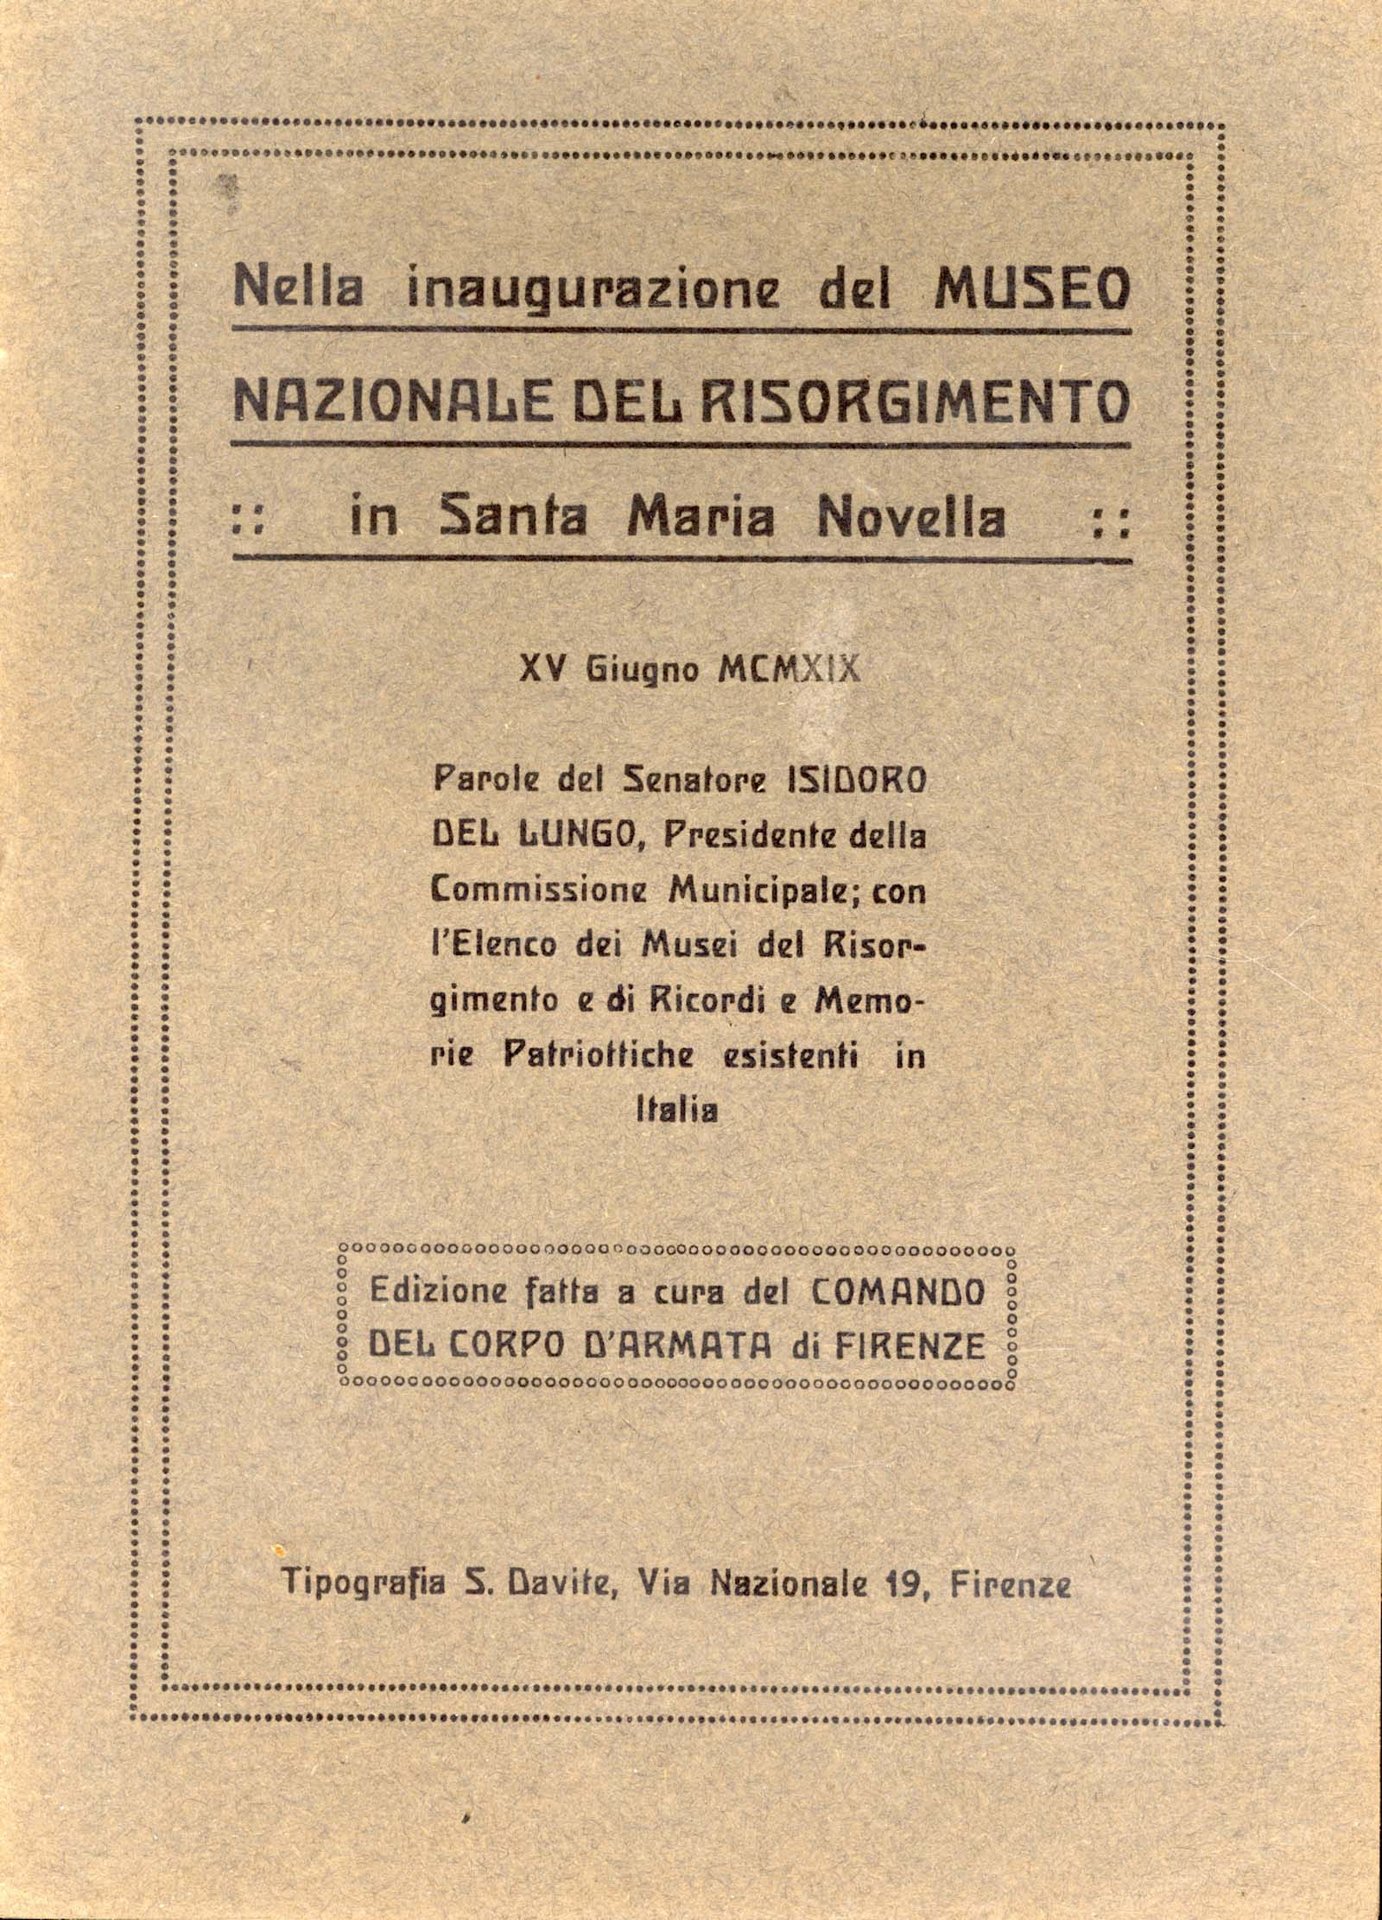 Nella inaugurazione del MUSEO
NAZIONALE DEL RISORGIMENTO
:: in Santa Maria Novella ::
XV Giugno MCMXIX
Parole del Senatore ISIDORO
DEL LUNGO, Presidente della
Commissione Municipale; con
l'Elenco dei Musei del Risor-
gimento e di Ricordi e Memo-
rie Patriottiche esistenti in
Italia
Edizione fatta a cura del COMANDO
DEL CORPO D'ARMATA di FIRENZE
Tipografia S. Davite, Via Nazionale 19, Firenze